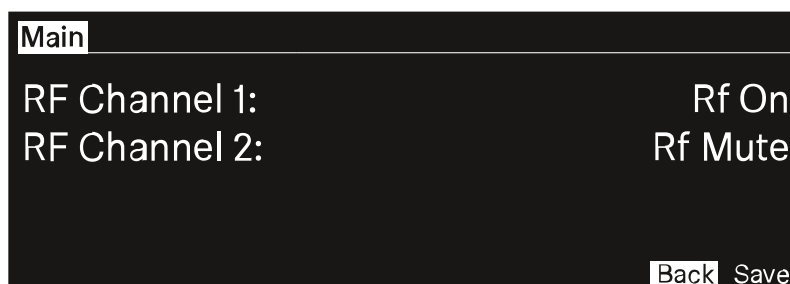 Main
RF Channel 1: Rf On
RF Channel 2: Rf Mute
Back Save